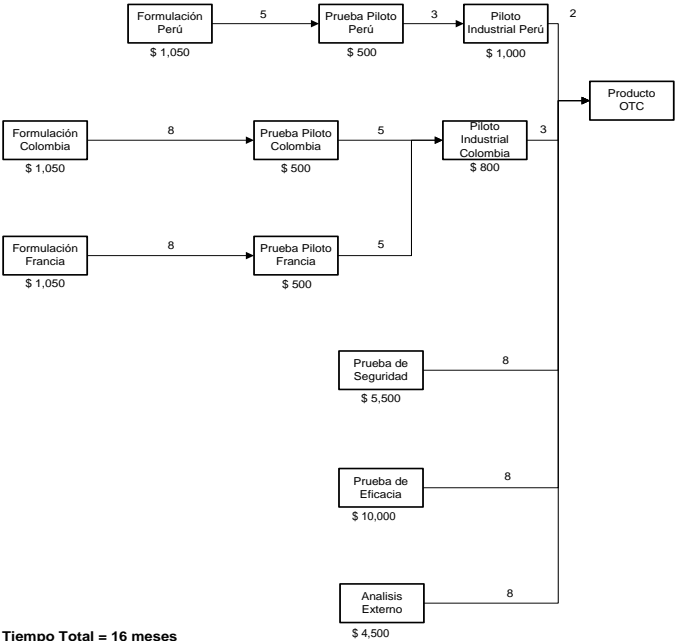 Formulación
Perú
5
Prueba Piloto
Perú
3
Piloto
Industrial Perú
2
$ 1,050
$ 500
$ 1,000
Producto
OTC
Formulación
Colombia
8
Prueba Piloto
Colombia
5
Piloto
Industrial
Colombia
3
$ 1,050
$ 500
$ 800
Formulación
Francia
8
Prueba Piloto
Francia
5
$ 1,050
$ 500
Prueba de
Seguridad
8
$ 5,500
Prueba de
Eficacia
8
$ 10,000
Analisis
Externo
8
$ 4,500
Tiempo Total = 16 meses